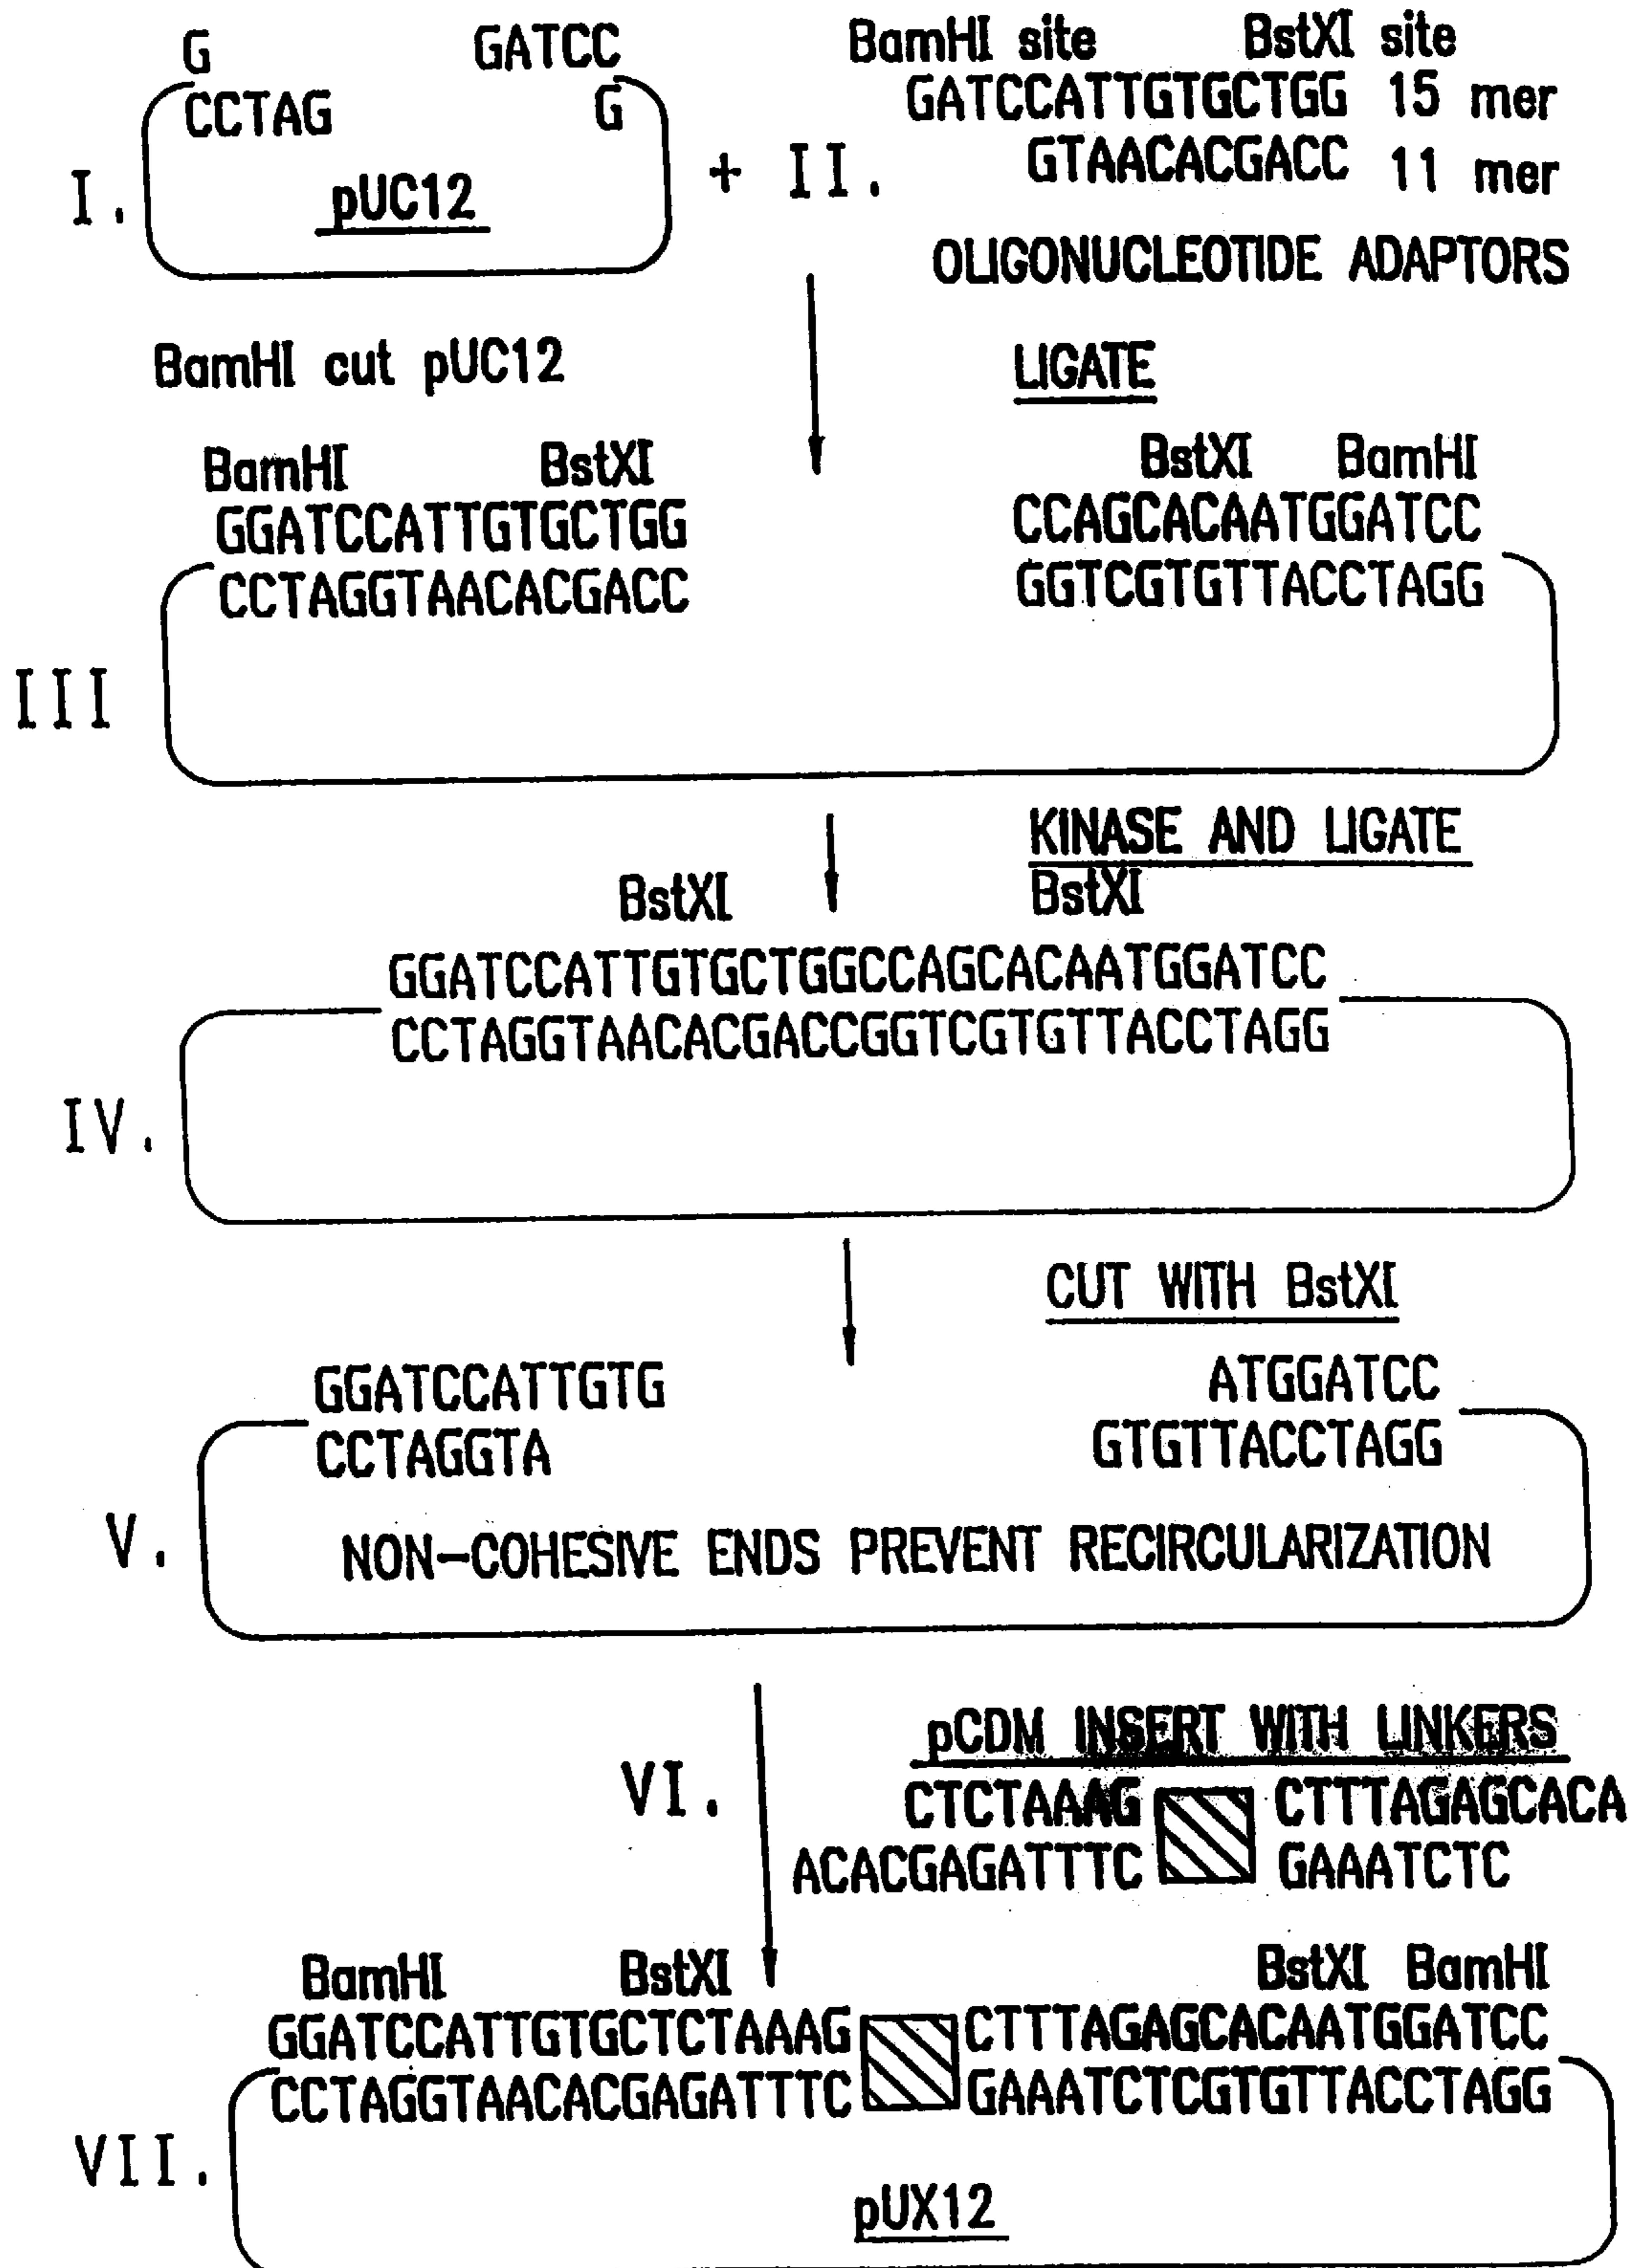 G GATCC BamHI site BstXI site
CCTAG G GATCCATTGTGCTGG 15 mer
I. pUC12 + II. GTAACACGACC 11 mer
OLIGONUCLEOTIDE ADAPTORS
BamHI cut pUC12 LIGATE
BamHI BstXI BstXI BamHI
GGATCCATTGTGCTGG CCAGCACAATGGATCC
CCTAGGTAACACGACC GGTCGTGTTACCTAGG
III
KINASE AND LIGATE
BstXI BstXI
GGATCCATTGTGCTGGCCAGCACAATGGATCC
CCTAGGTAACACGACCGGTCGTGTTACCTAGG
IV.
CUT WITH BstXI
GGATCCATTGTG ATGGATCC
CCTAGGTA GTGTTACCTAGG
V. NON-COHESIVE ENDS PREVENT RECIRCULARIZATION
pCDM INSERT WITH LINKERS
VI. CTCTAAAG CTTTAGAGCACA
ACACGAGATTTC GAAATCTC
BamHI BstXI BstXI BamHI
GGATCCATTGTGCTCTAAAG CTTTAGAGCACAATGGATCC
CCTAGGTAACACGAGATTTC GAAATCTCGTGTTACCTAGG
VII.
pUX12